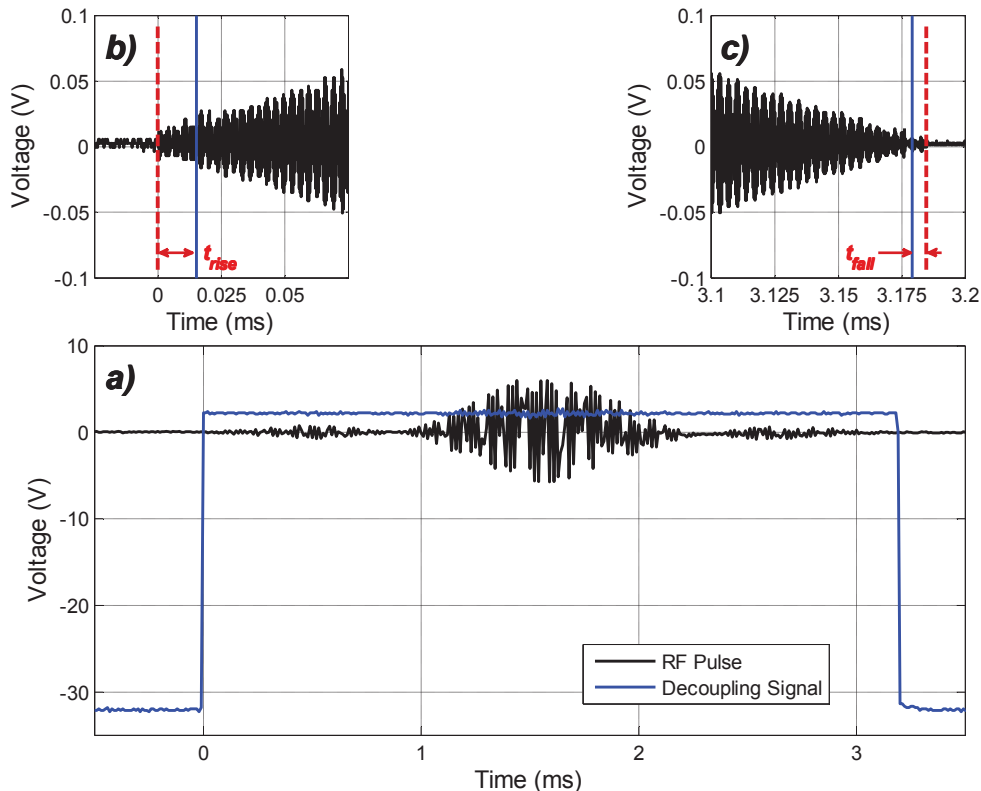 b)
Voltage (V)
0.1
0.05
0
-0.05
-0.1
t_rise
0 0.025 0.05
Time (ms)
c)
Voltage (V)
0.1
0.05
0
-0.05
-0.1
t_fall
3.1 3.125 3.15 3.175 3.2
Time (ms)
a)
Voltage (V)
10
0
-10
-20
-30
RF Pulse
Decoupling Signal
0 1 2 3
Time (ms)